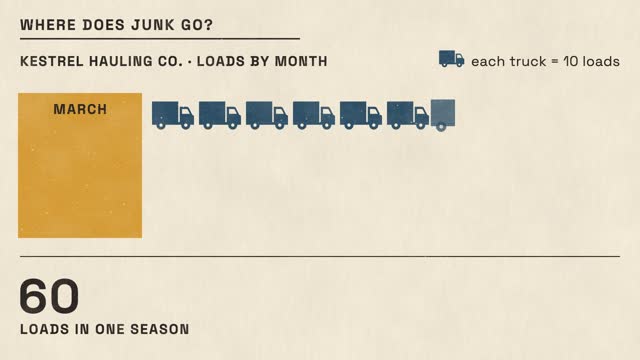 WHERE DOES JUNK GO?
KESTREL HAULING CO. · LOADS BY MONTH
each truck = 10 loads
MARCH
60
LOADS IN ONE SEASON